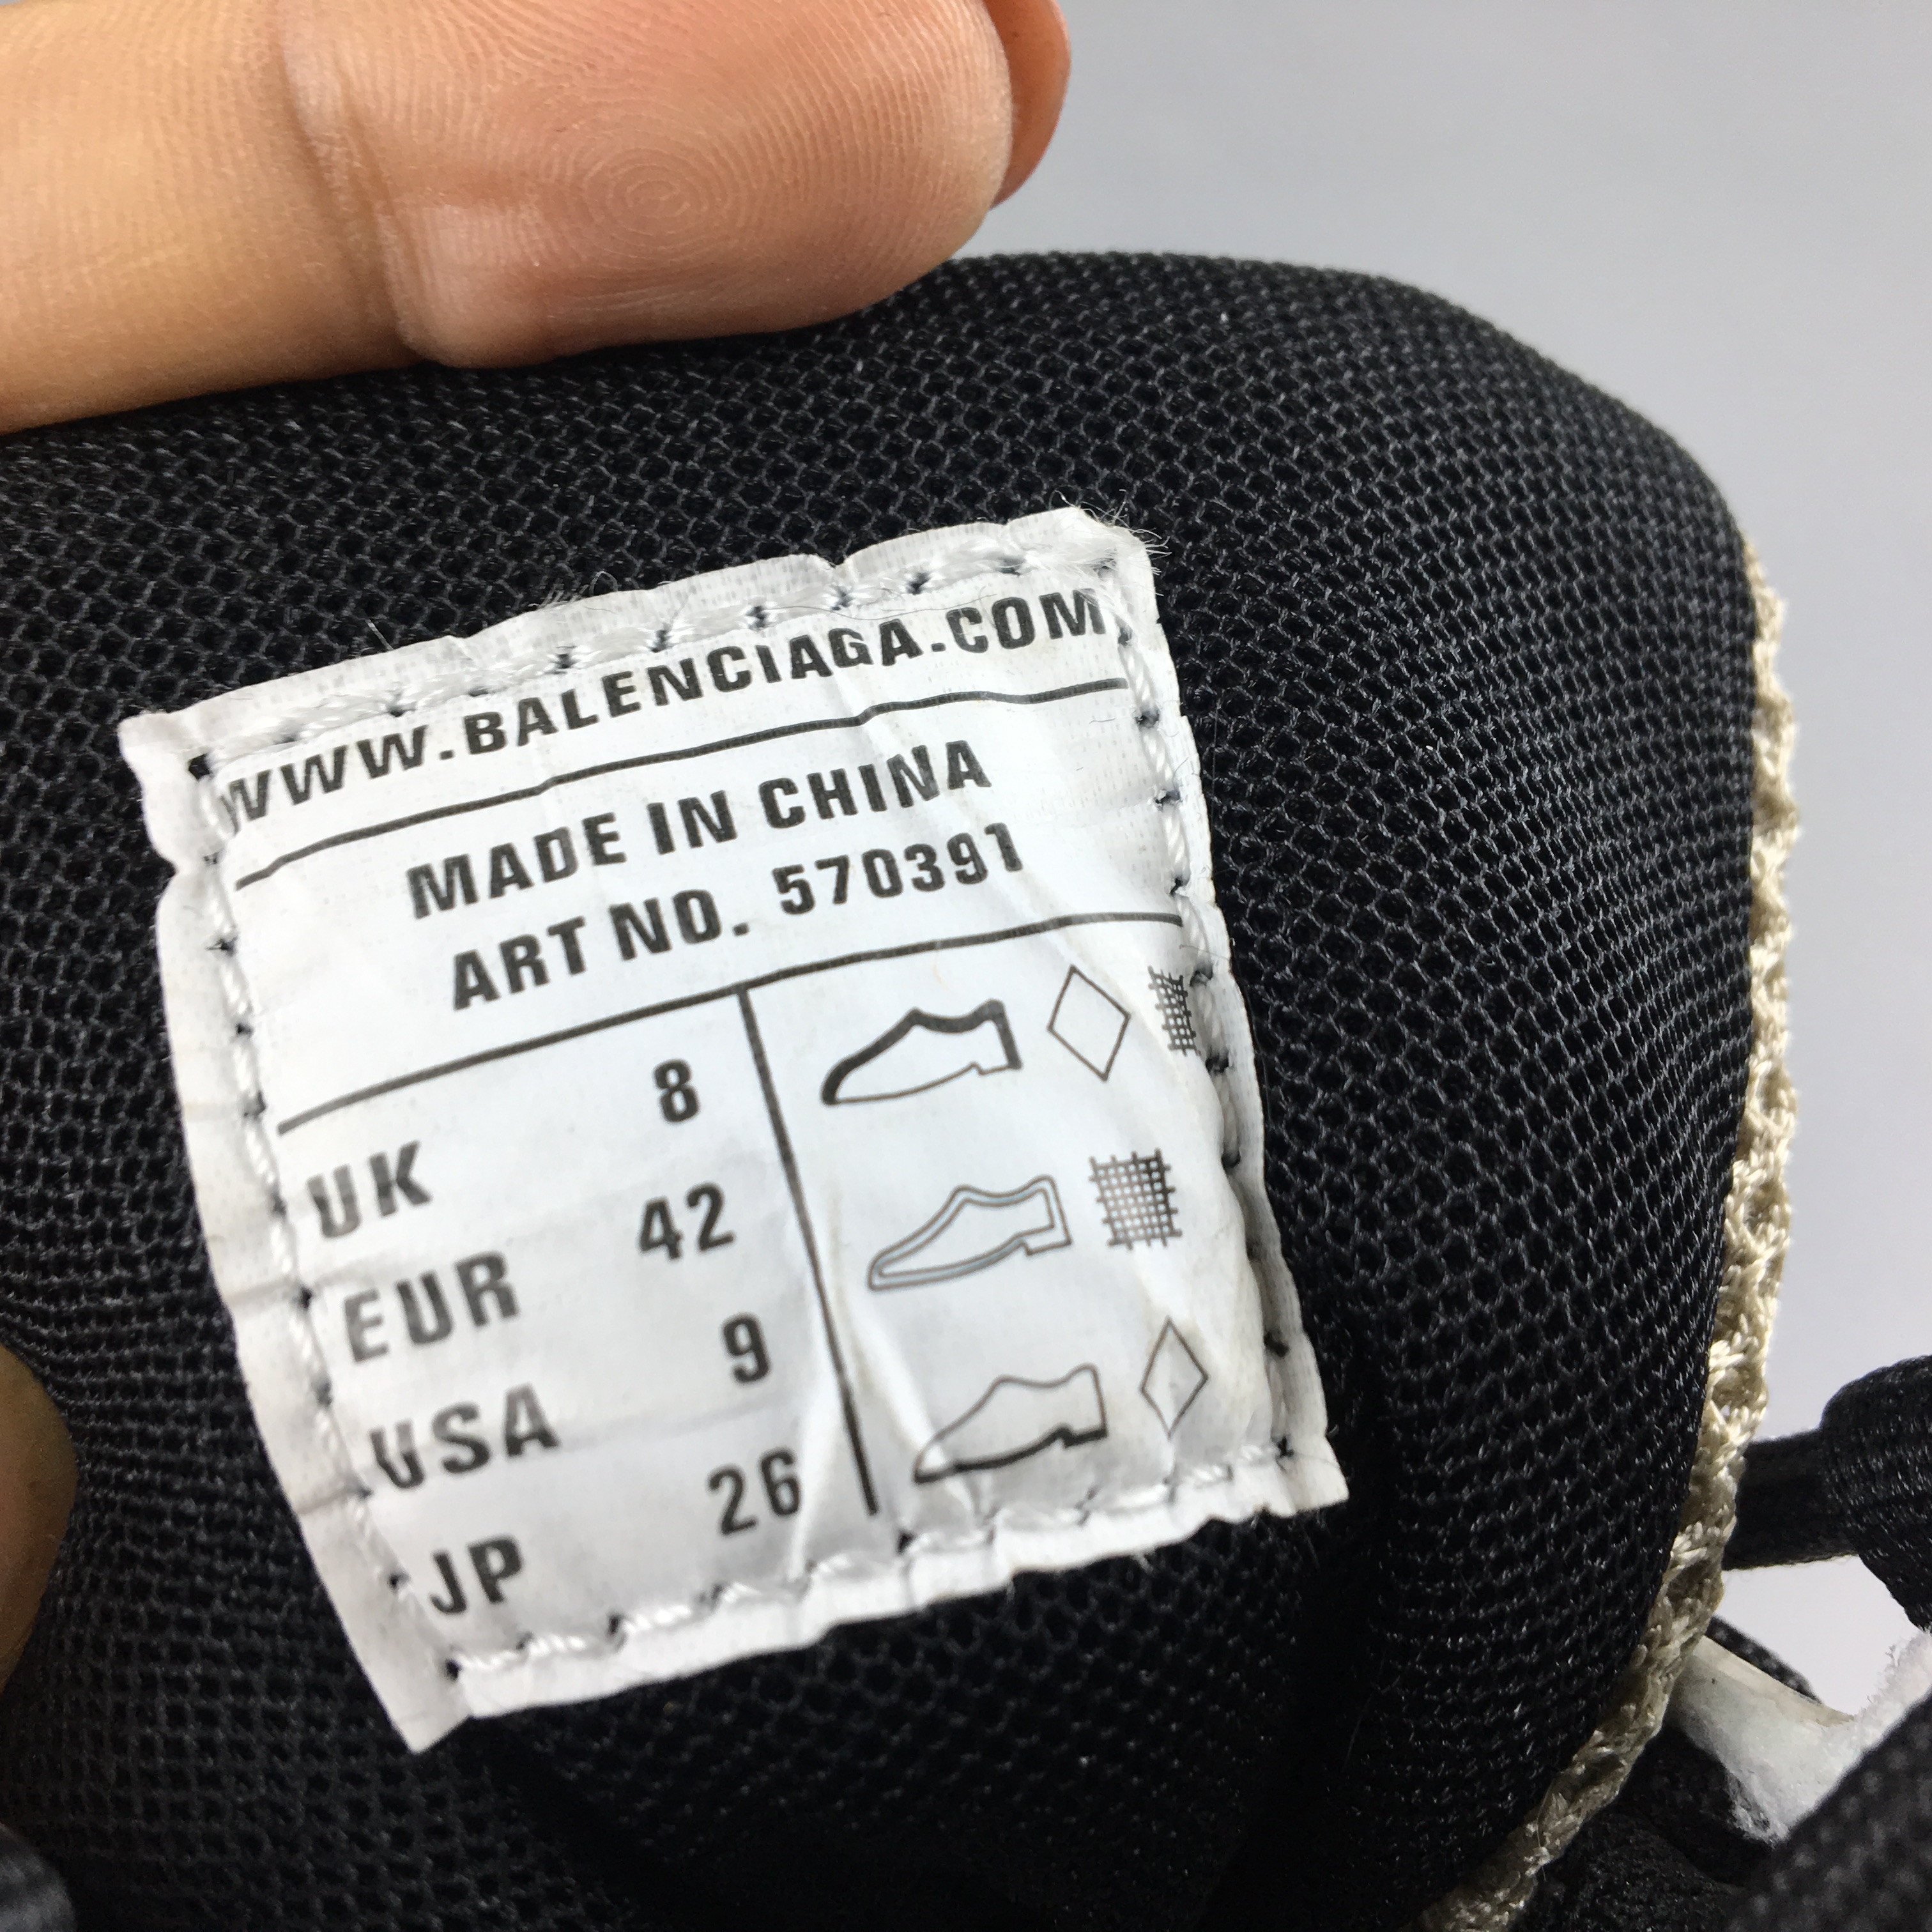 WWW.BALENCIAGA.COM
MADE IN CHINA
ART NO. 570391
UK 8
EUR 42
USA 9
JP 26